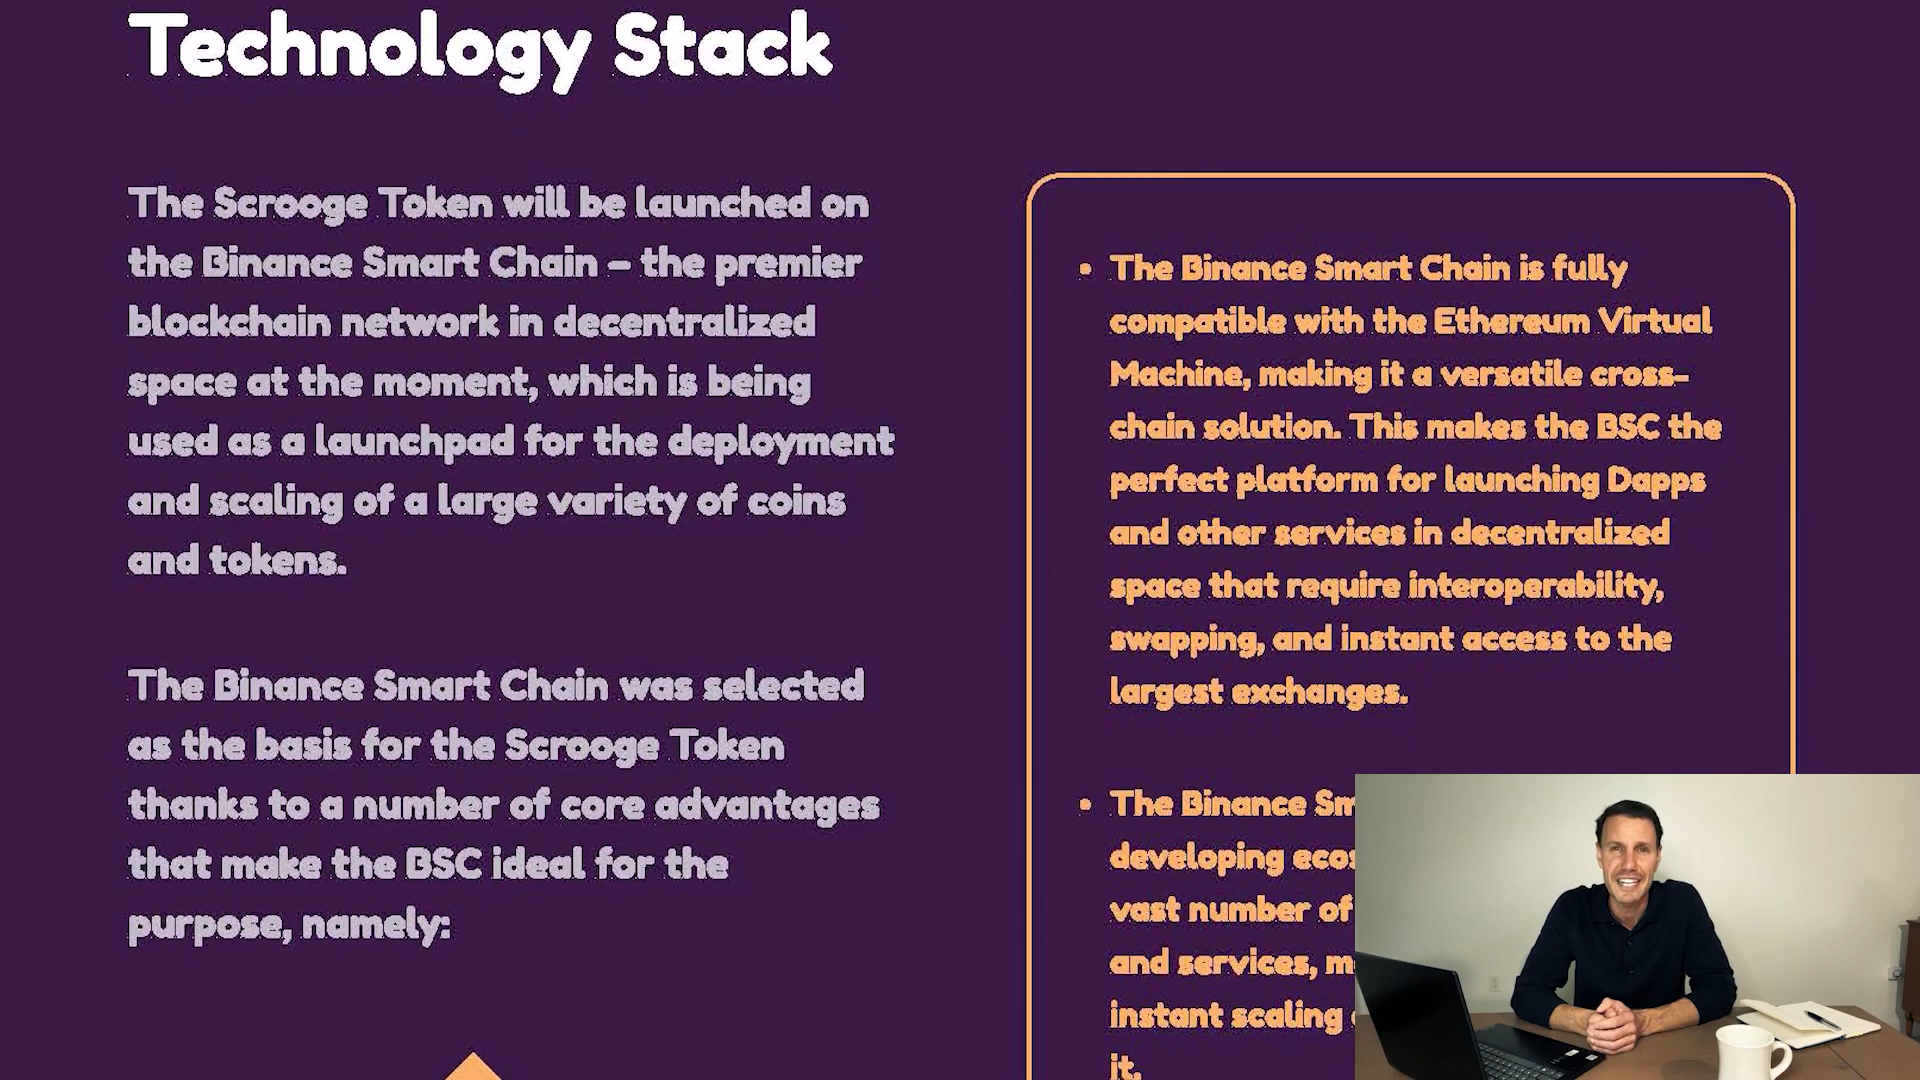 Technology Stack
The Scrooge Token will be launched on
the Binance Smart Chain – the premier
blockchain network in decentralized
space at the moment, which is being
used as a launchpad for the deployment
and scaling of a large variety of coins
and tokens.
The Binance Smart Chain was selected
as the basis for the Scrooge Token
thanks to a number of core advantages
that make the BSC ideal for the
purpose, namely:
• The Binance Smart Chain is fully
compatible with the Ethereum Virtual
Machine, making it a versatile cross-
chain solution. This makes the BSC the
perfect platform for launching Dapps
and other services in decentralized
space that require interoperability,
swapping, and instant access to the
largest exchanges.
• The Binance
developing
vast number of
and services,
instant scaling
it.